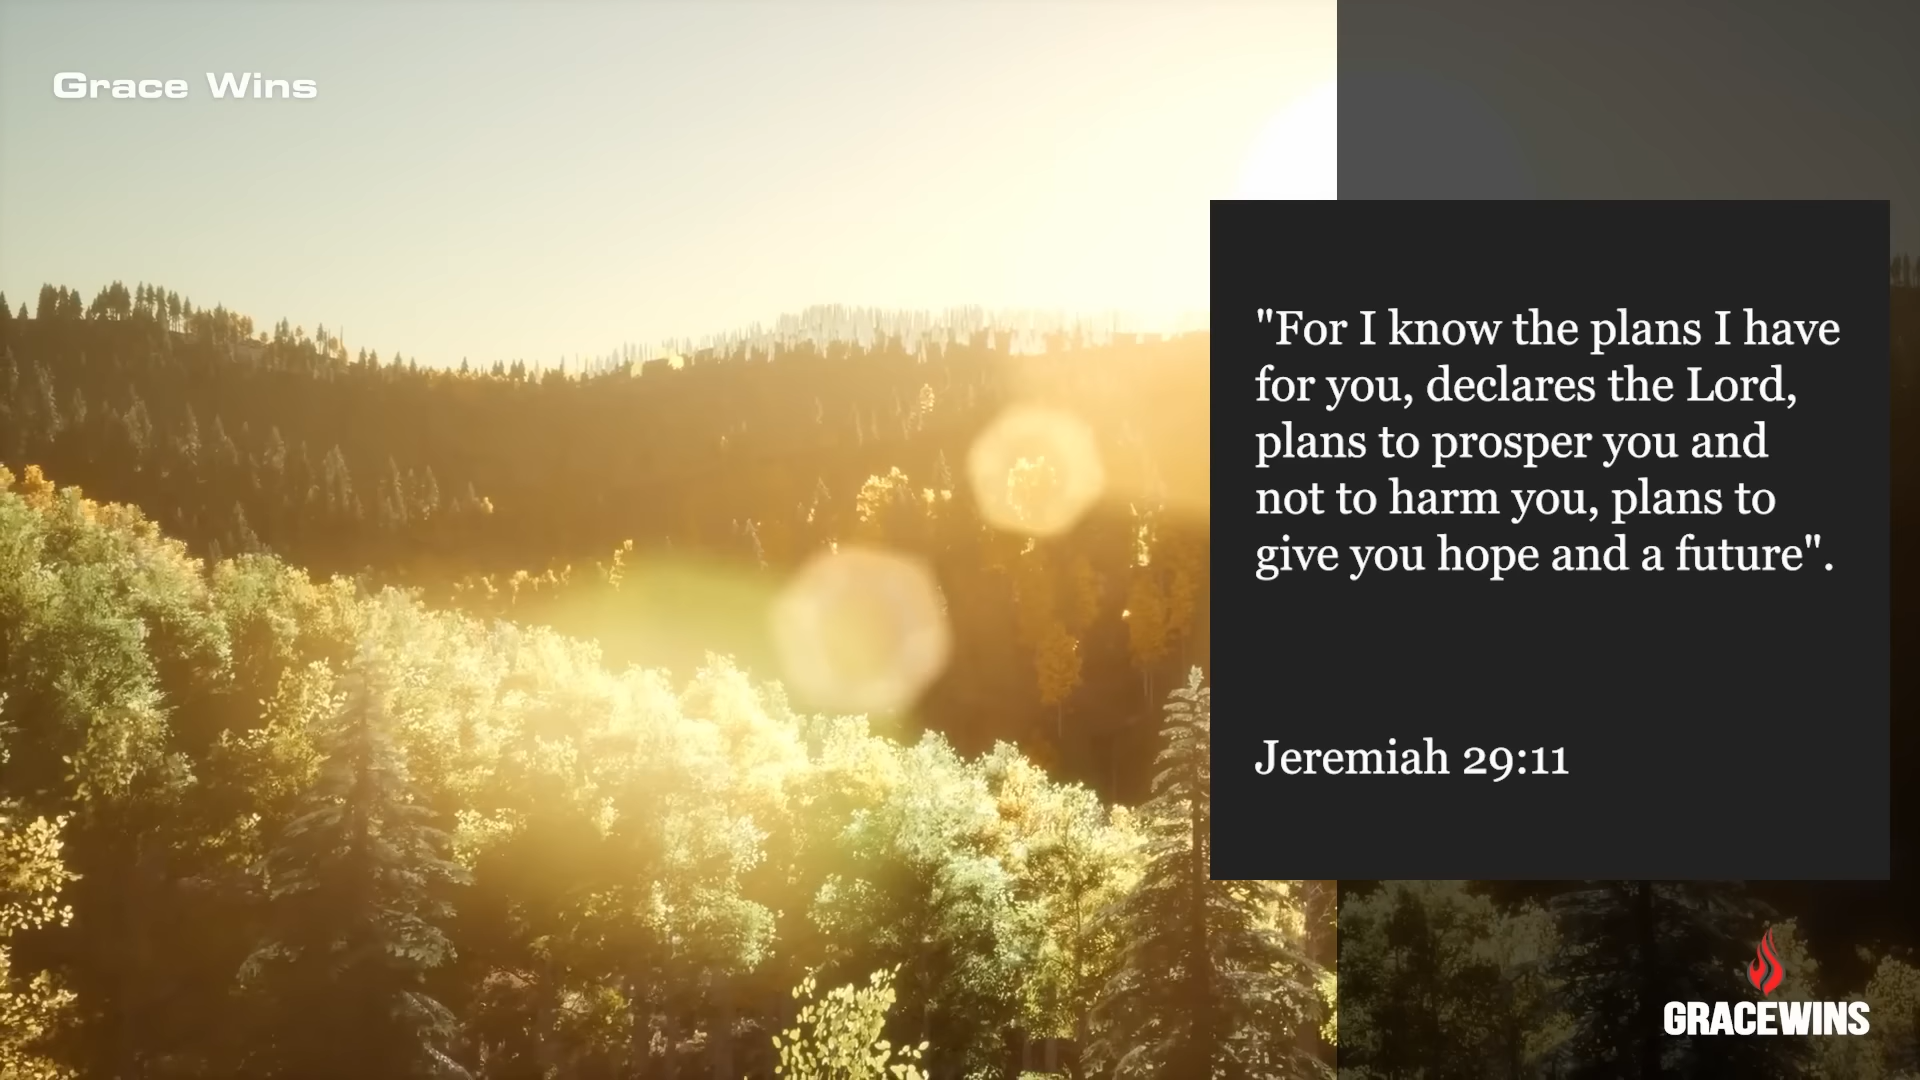 Grace Wins
"For I know the plans I have
for you, declares the Lord,
plans to prosper you and
not to harm you, plans to
give you hope and a future".
Jeremiah 29:11
GRACEWINS